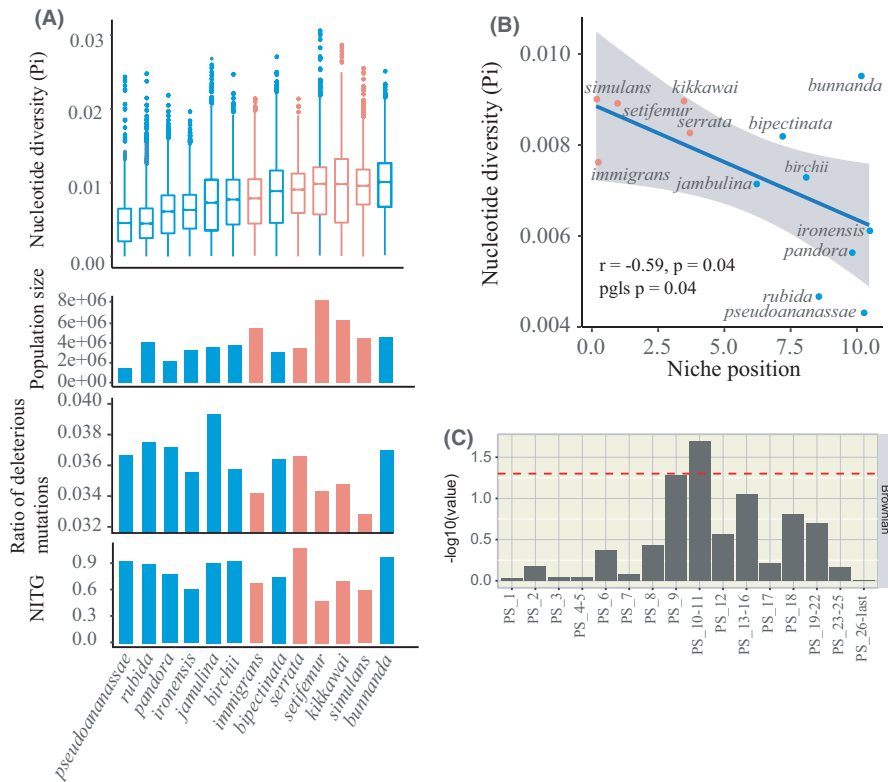 (A)
Nucleotide diversity (Pi)
0.03
0.02
0.01
0.00
Population size
8e+06
6e+06
4e+06
2e+06
0e+00
Ratio of deleterious
mutations
0.040
0.038
0.036
0.034
0.032
NITG
0.9
0.6
0.3
0.0
pseudoananassae
rubida
pandora
ironensis
jamulina
birchii
immigrans
bipectinata
serrata
setifemur
kikkawai
simulans
bunnanda
(B)
Nucleotide diversity (Pi)
0.010
0.008
0.006
0.004
simulans
kikkawai
bunnanda
setifemur
serrata
bipectinata
immigrans
jambulina
birchii
ironensis
pandora
r = -0.59, p = 0.04
pgls p = 0.04
rubida
pseudoananassae
0.0 2.5 5.0 7.5 10.0
Niche position
(C)
-log10(value)
1.5
1.0
0.5
0.0
Brownian
PS_1
PS_2
PS_3
PS_4-5
PS_6
PS_7
PS_8
PS_9
PS_10-11
PS_12
PS_13-16
PS_17
PS_18
PS_19-22
PS_23-25
PS_26-last